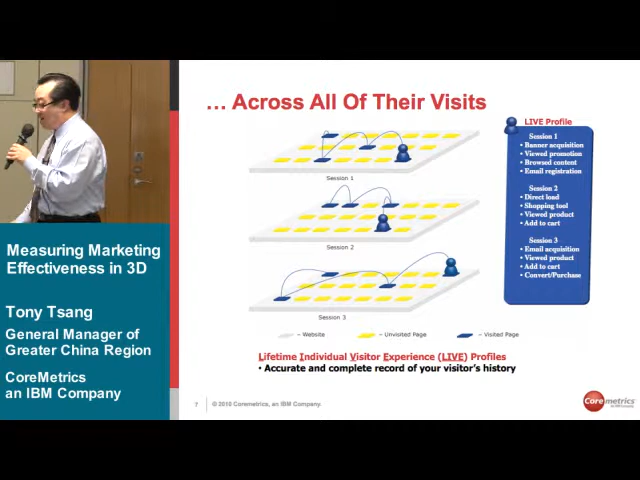 Measuring Marketing
Effectiveness in 3D
Tony Tsang
General Manager of
Greater China Region
CoreMetrics
an IBM Company
… Across All Of Their Visits
Session 1
Session 2
Session 3
– Website
– Unvisited Page
– Visited Page
LIVE Profile
Session 1
• Banner acquisition
• Viewed promotion
• Browsed content
• Email registration
Session 2
• Direct load
• Shopping tool
• Viewed product
• Add to cart
Session 3
• Email acquisition
• Viewed product
• Add to cart
• Convert/Purchase
Lifetime Individual Visitor Experience (LIVE) Profiles
• Accurate and complete record of your visitor's history
7
© 2010 Coremetrics, an IBM Company
Coremetrics
An IBM Company